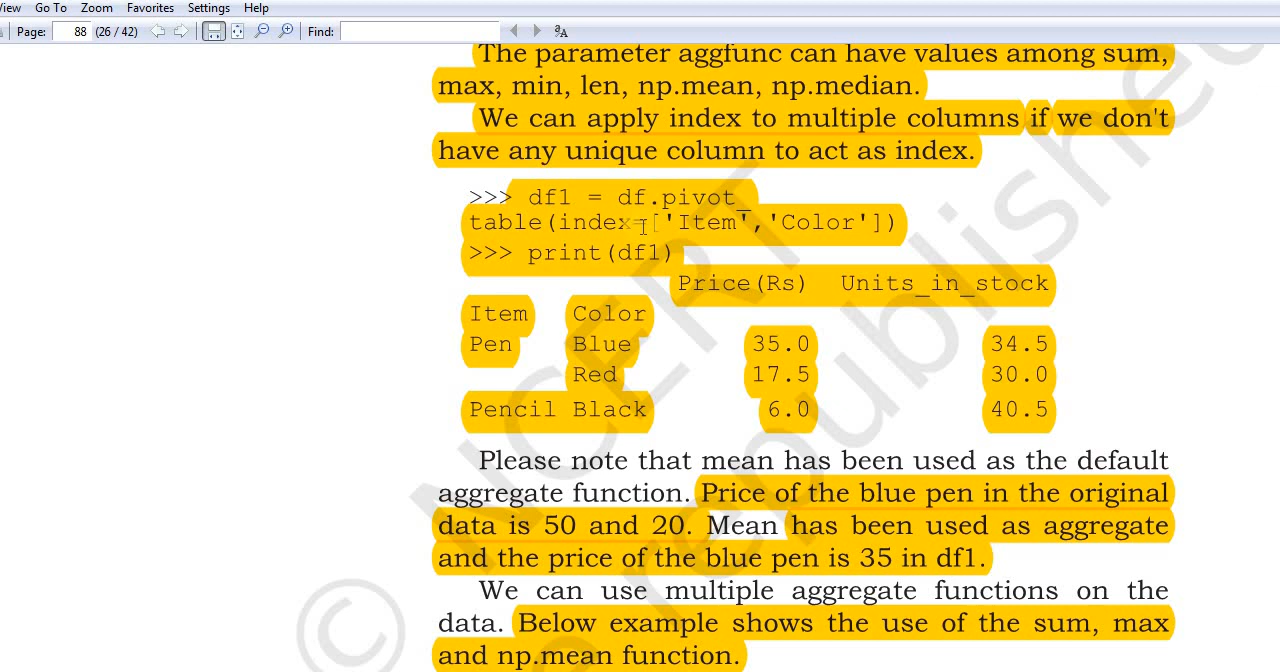 View Go To Zoom Favorites Settings Help
Page: 88 (26 / 42) Find:
The parameter aggfunc can have values among sum,
max, min, len, np.mean, np.median.
We can apply index to multiple columns if we don't
have any unique column to act as index.
>>> df1 = df.pivot_
table(index=['Item','Color'])
>>> print(df1)
Price(Rs) Units_in_stock
Item Color
Pen Blue 35.0 34.5
Red 17.5 30.0
Pencil Black 6.0 40.5
Please note that mean has been used as the default
aggregate function. Price of the blue pen in the original
data is 50 and 20. Mean has been used as aggregate
and the price of the blue pen is 35 in df1.
We can use multiple aggregate functions on the
data. Below example shows the use of the sum, max
and np.mean function.
© NCERT
republished